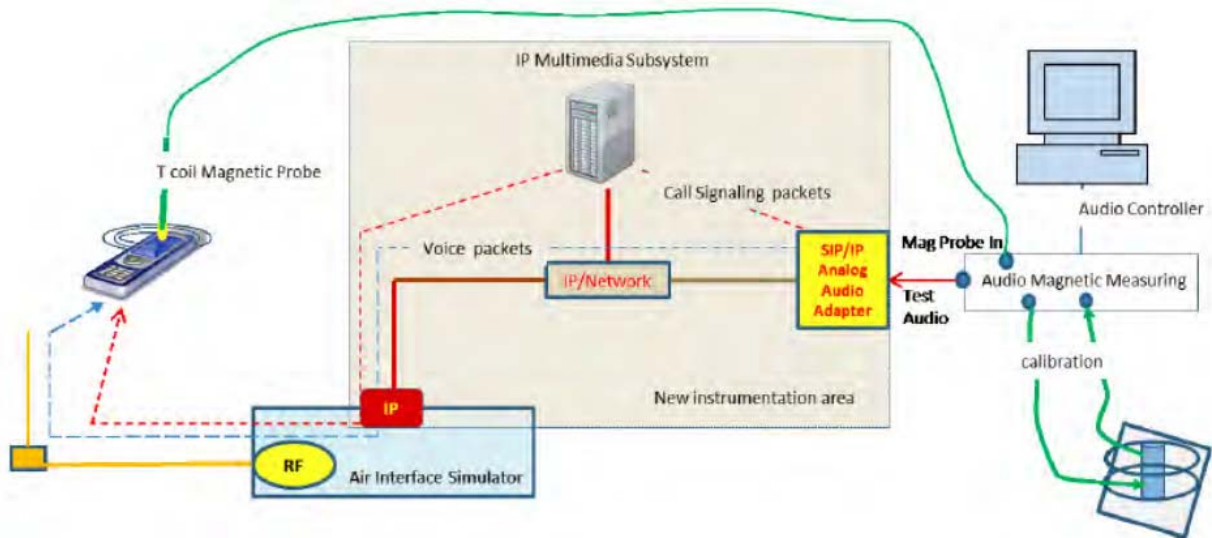 IP Multimedia Subsystem
T coil Magnetic Probe
Call Signaling packets
Audio Controller
Voice packets
Mag Probe In
SIP/IP
Analog
Audio
Adapter
IP/Network
Audio Magnetic Measuring
Test
Audio
calibration
IP
New instrumentation area
RF
Air Interface Simulator